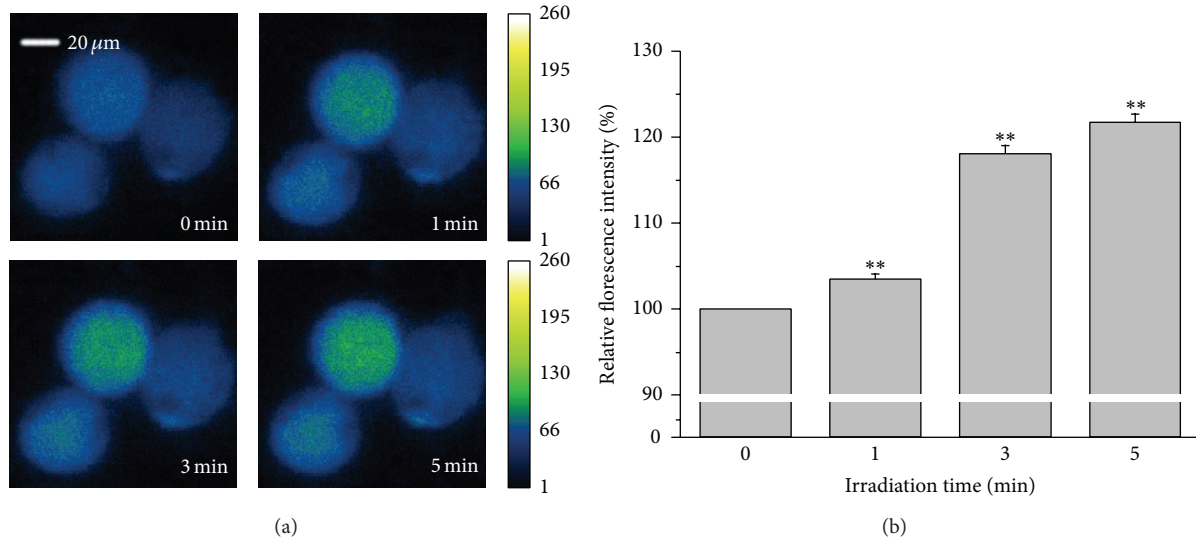 20 μm
0 min
1 min
260
195
130
66
1
3 min
5 min
260
195
130
66
1
(a)
Relative florescence intensity (%)
130
120
110
100
90
0
**
**
**
0 1 3 5
Irradiation time (min)
(b)